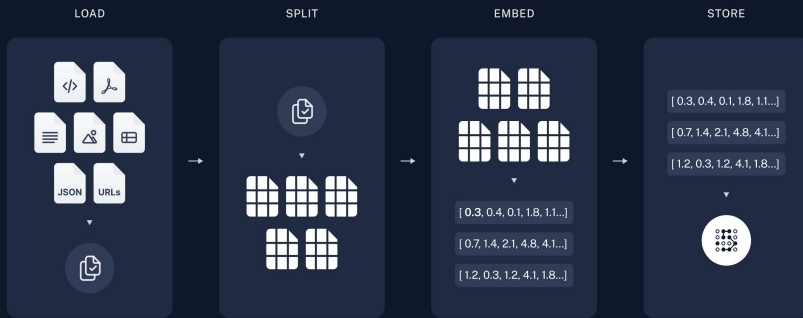 LOAD
SPLIT
EMBED
STORE
</>
JSON
URLs
[ 0.3, 0.4, 0.1, 1.8, 1.1...]
[ 0.7, 1.4, 2.1, 4.8, 4.1...]
[ 1.2, 0.3, 1.2, 4.1, 1.8...]
[ 0.3, 0.4, 0.1, 1.8, 1.1...]
[ 0.7, 1.4, 2.1, 4.8, 4.1...]
[ 1.2, 0.3, 1.2, 4.1, 1.8...]